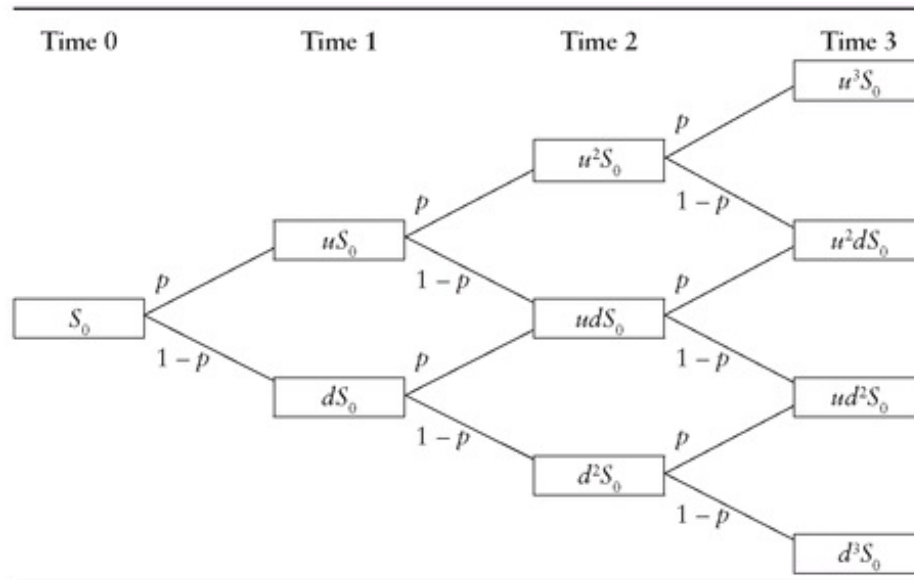 Time 0 Time 1 Time 2 Time 3
u³S₀
p
u²S₀
p 1 – p
uS₀ u²dS₀
p 1 – p p
S₀ udS₀
1 – p p 1 – p
dS₀ ud²S₀
1 – p p
d²S₀
1 – p
d³S₀